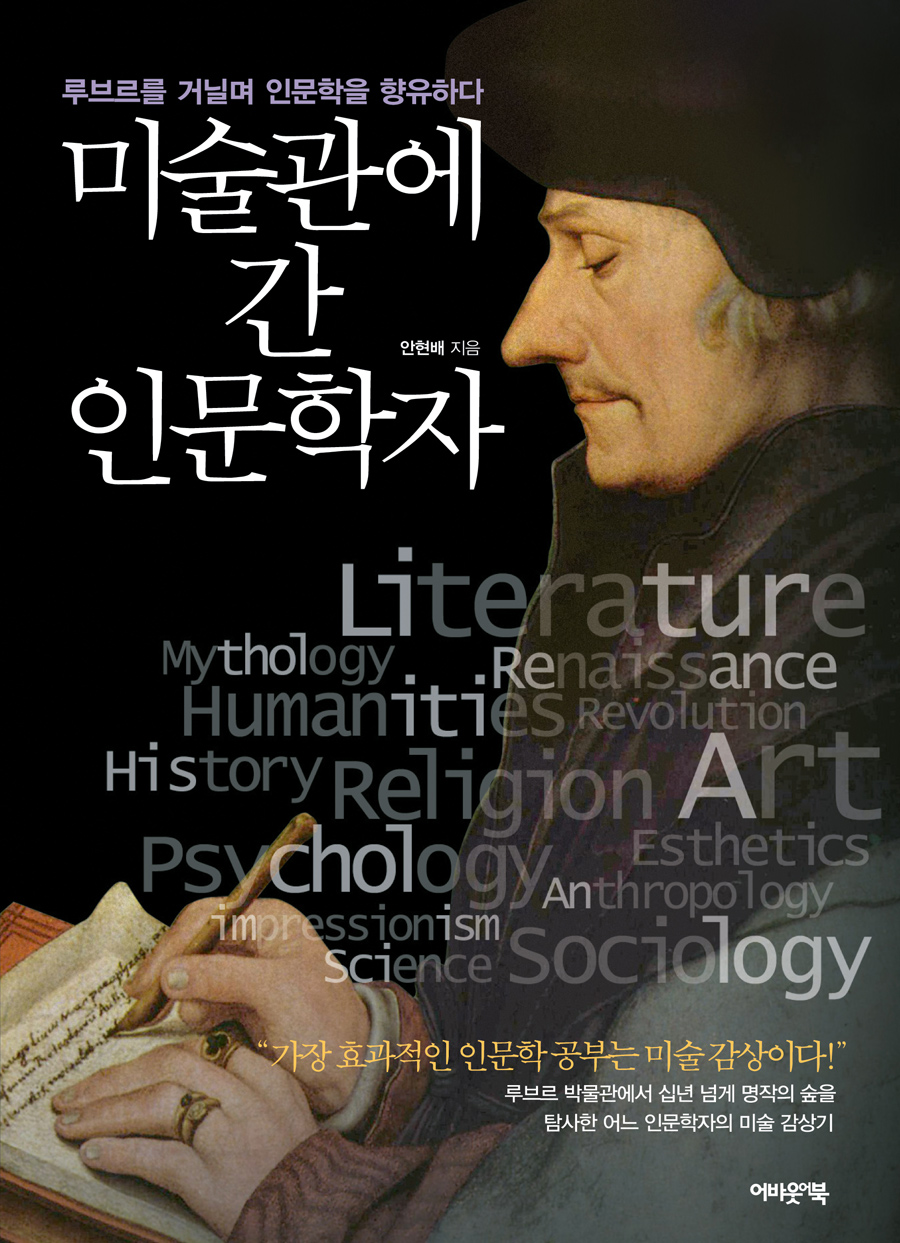 루브르를 거닐며 인문학을 향유하다
미술관에
간
안현배 지음
인문학자
Literature
Mythology Renaissance
Humanities Revolution
History Religion Art
Psychology Esthetics
Anthropology
impressionism
Science Sociology
“가장 효과적인 인문학 공부는 미술 감상이다!”
루브르 박물관에서 십년 넘게 명작의 숲을
탐사한 어느 인문학자의 미술 감상기
어바웃어북